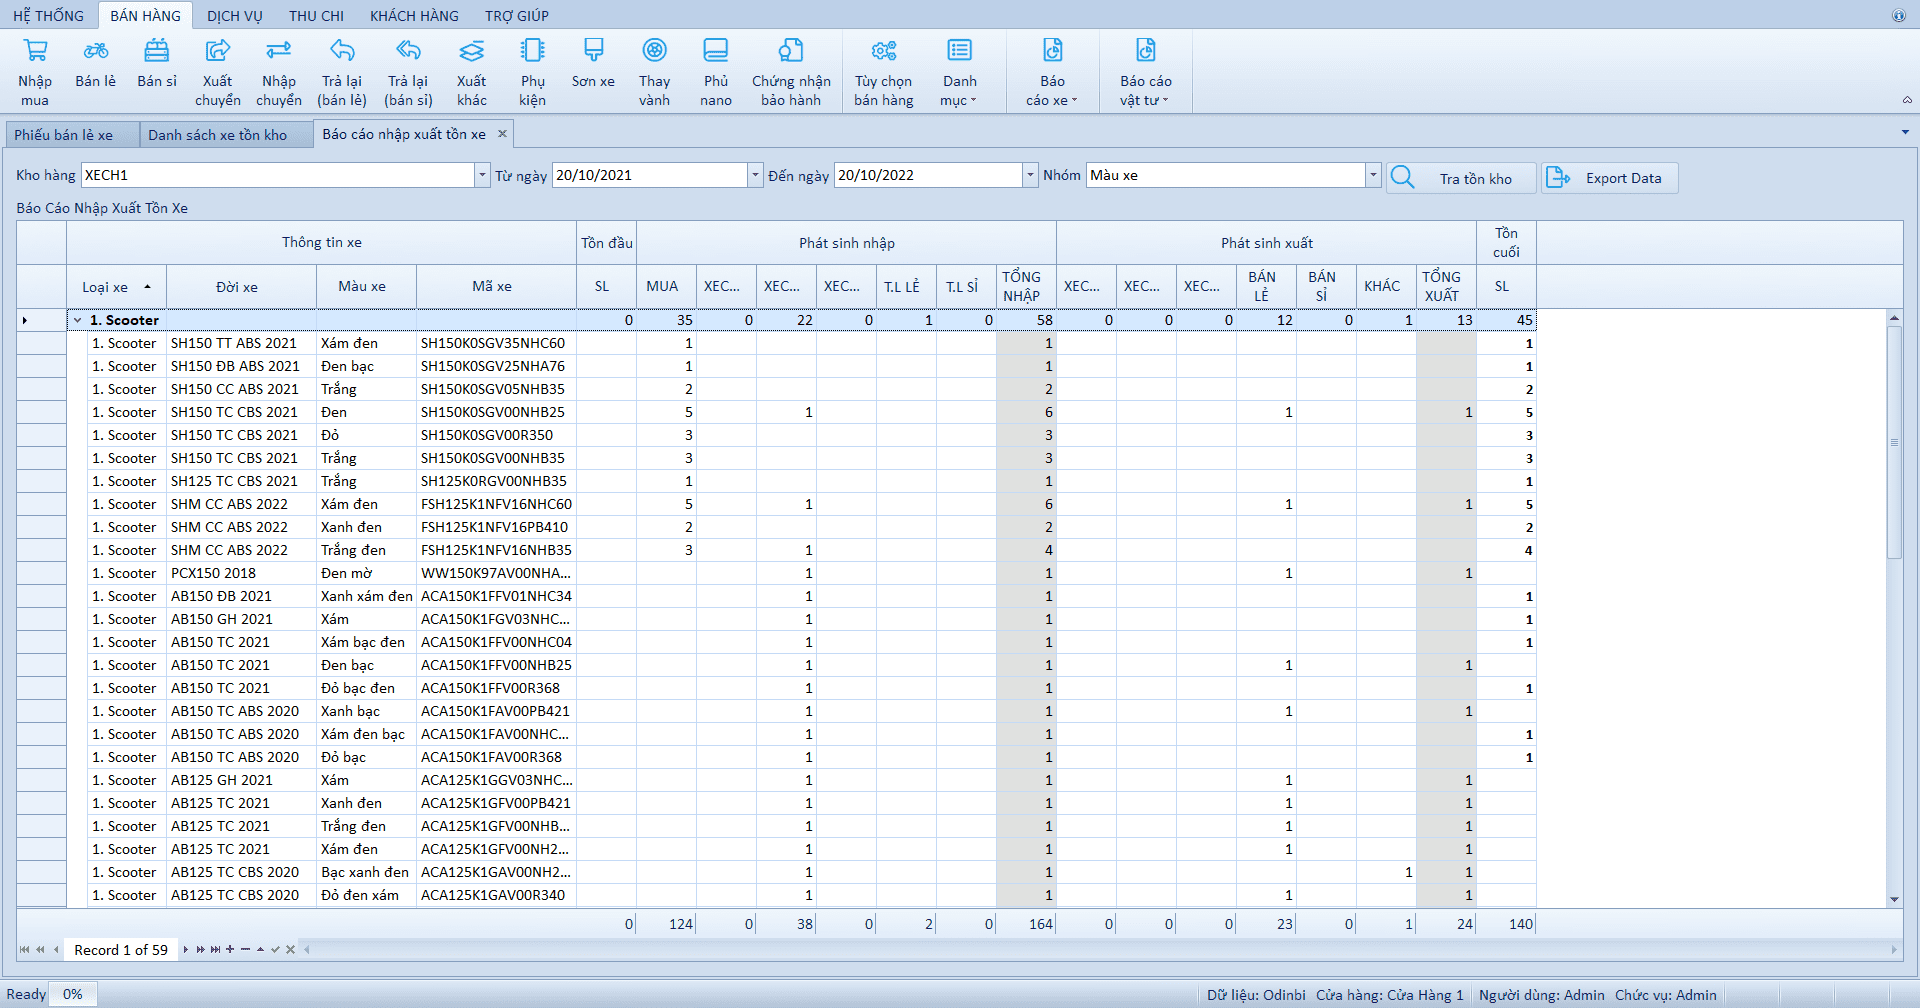 HỆ THỐNG BÁN HÀNG DỊCH VỤ THU CHI KHÁCH HÀNG TRỢ GIÚP
Nhập mua
Bán lẻ
Bán sỉ
Xuất chuyển
Nhập chuyển
Trả lại (bán lẻ)
Trả lại (bán sỉ)
Xuất khác
Phụ kiện
Sơn xe
Thay vành
Phủ nano
Chứng nhận bảo hành
Tùy chọn bán hàng
Danh mục
Báo cáo xe
Báo cáo vật tư
Phiếu bán lẻ xe Danh sách xe tồn kho Báo cáo nhập xuất tồn xe
Kho hàng XECH1 Từ ngày 20/10/2021 Đến ngày 20/10/2022 Nhóm Màu xe Tra tồn kho Export Data
Báo Cáo Nhập Xuất Tồn Xe
Thông tin xe Tồn đầu Phát sinh nhập Phát sinh xuất Tồn cuối
Loại xe Đời xe Màu xe Mã xe SL MUA XEC... XEC... XEC... T.L LẺ T.L SỈ TỔNG NHẬP XEC... XEC... XEC... BÁN LẺ BÁN SỈ KHÁC TỔNG XUẤT SL
1. Scooter 0 35 0 22 0 1 0 58 0 0 0 12 0 1 13 45
1. Scooter SH150 TT ABS 2021 Xám đen SH150K0SGV35NHC60 1 1 1
1. Scooter SH150 ĐB ABS 2021 Đen bạc SH150K0SGV25NHA76 1 1 1
1. Scooter SH150 CC ABS 2021 Trắng SH150K0SGV05NHB35 2 2 2
1. Scooter SH150 TC CBS 2021 Đen SH150K0SGV00NHB25 5 1 6 1 1 5
1. Scooter SH150 TC CBS 2021 Đỏ SH150K0SGV00R350 3 3 3
1. Scooter SH150 TC CBS 2021 Trắng SH150K0SGV00NHB35 3 3 3
1. Scooter SH125 TC CBS 2021 Trắng SH125K0RGV00NHB35 1 1 1
1. Scooter SHM CC ABS 2022 Xám đen FSH125K1NFV16NHC60 5 1 6 1 1 5
1. Scooter SHM CC ABS 2022 Xanh đen FSH125K1NFV16PB410 2 2 2
1. Scooter SHM CC ABS 2022 Trắng đen FSH125K1NFV16NHB35 3 1 4 4
1. Scooter PCX150 2018 Đen mờ WW150K97AV00NHA... 1 1 1 1
1. Scooter AB150 ĐB 2021 Xanh xám đen ACA150K1FFV01NHC34 1 1 1
1. Scooter AB150 GH 2021 Xám ACA150K1FGV03NHC... 1 1 1
1. Scooter AB150 TC 2021 Xám bạc đen ACA150K1FFV00NHC04 1 1 1
1. Scooter AB150 TC 2021 Đen bạc ACA150K1FFV00NHB25 1 1 1 1
1. Scooter AB150 TC 2021 Đỏ bạc đen ACA150K1FFV00R368 1 1 1
1. Scooter AB150 TC ABS 2020 Xanh bạc ACA150K1FAV00PB421 1 1 1 1
1. Scooter AB150 TC ABS 2020 Xám đen bạc ACA150K1FAV00NHC... 1 1 1
1. Scooter AB150 TC ABS 2020 Đỏ bạc ACA150K1FAV00R368 1 1 1
1. Scooter AB125 GH 2021 Xám ACA125K1GGV03NHC... 1 1 1 1
1. Scooter AB125 TC 2021 Xanh đen ACA125K1GFV00PB421 1 1 1 1
1. Scooter AB125 TC 2021 Trắng đen ACA125K1GFV00NHB... 1 1 1 1
1. Scooter AB125 TC 2021 Xám đen ACA125K1GFV00NH2... 1 1 1 1
1. Scooter AB125 TC CBS 2020 Bạc xanh đen ACA125K1GAV00NH2... 1 1 1 1
1. Scooter AB125 TC CBS 2020 Đỏ đen xám ACA125K1GAV00R340 1 1 1 1
0 124 0 38 0 2 0 164 0 0 0 23 0 1 24 140
Record 1 of 59
Ready 0% Dữ liệu: Odinbi Cửa hàng: Cửa Hàng 1 Người dùng: Admin Chức vụ: Admin